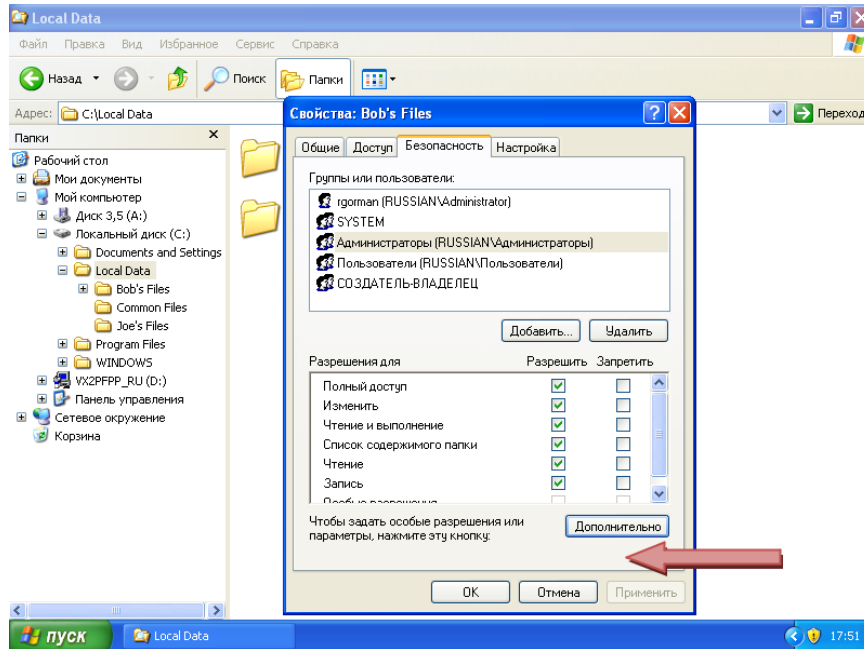 Local Data
Файл Правка Вид Избранное Сервис Справка
Назад Поиск Папки
Адрес: C:\Local Data Переход
Папки
Рабочий стол
Мои документы
Мой компьютер
Диск 3,5 (A:)
Локальный диск (C:)
Documents and Settings
Local Data
Bob's Files
Common Files
Joe's Files
Program Files
WINDOWS
VX2PFPP_RU (D:)
Панель управления
Сетевое окружение
Корзина
Свойства: Bob's Files
Общие Доступ Безопасность Настройка
Группы или пользователи:
rgorman (RUSSIAN\Administrator)
SYSTEM
Администраторы (RUSSIAN\Администраторы)
Пользователи (RUSSIAN\Пользователи)
СОЗДАТЕЛЬ-ВЛАДЕЛЕЦ
Добавить... Удалить
Разрешения для Разрешить Запретить
Полный доступ
Изменить
Чтение и выполнение
Список содержимого папки
Чтение
Запись
Особые разрешения
Чтобы задать особые разрешения или
параметры, нажмите эту кнопку:
Дополнительно
OK Отмена Применить
пуск Local Data 17:51